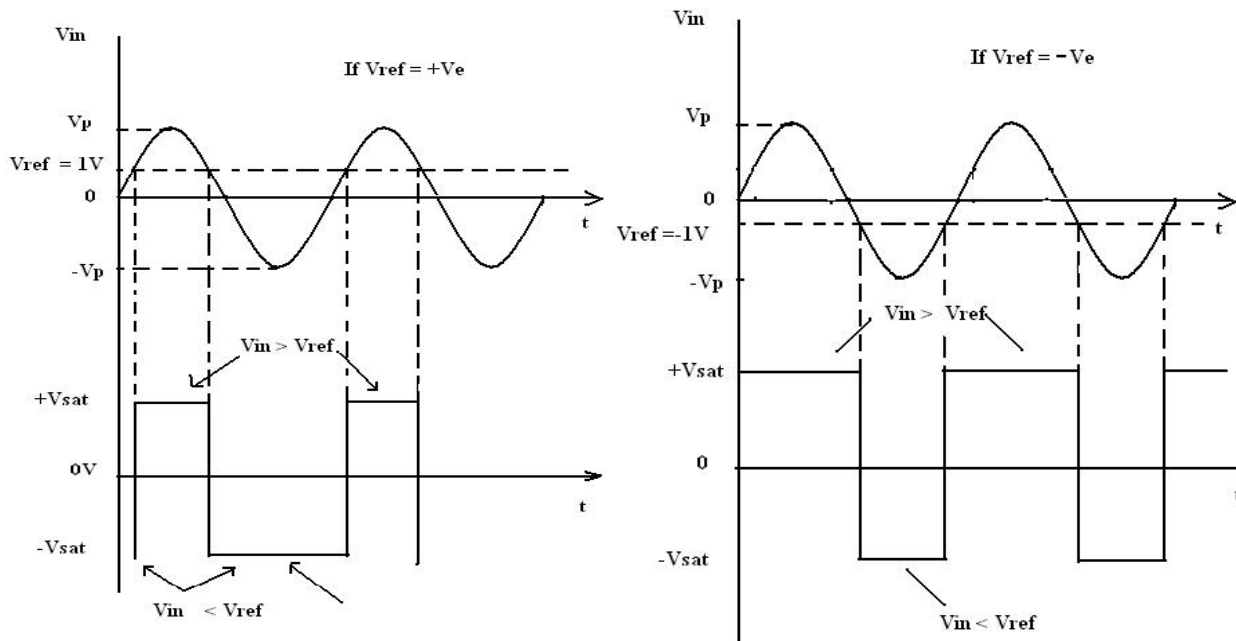 Vin
If Vref = +Ve
Vp
Vref = 1V
0
t
-Vp
Vin > Vref
+Vsat
0V
t
-Vsat
Vin < Vref
Vin
If Vref = -Ve
Vp
0
t
Vref =-1V
-Vp
Vin > Vref
+Vsat
0
t
-Vsat
Vin < Vref